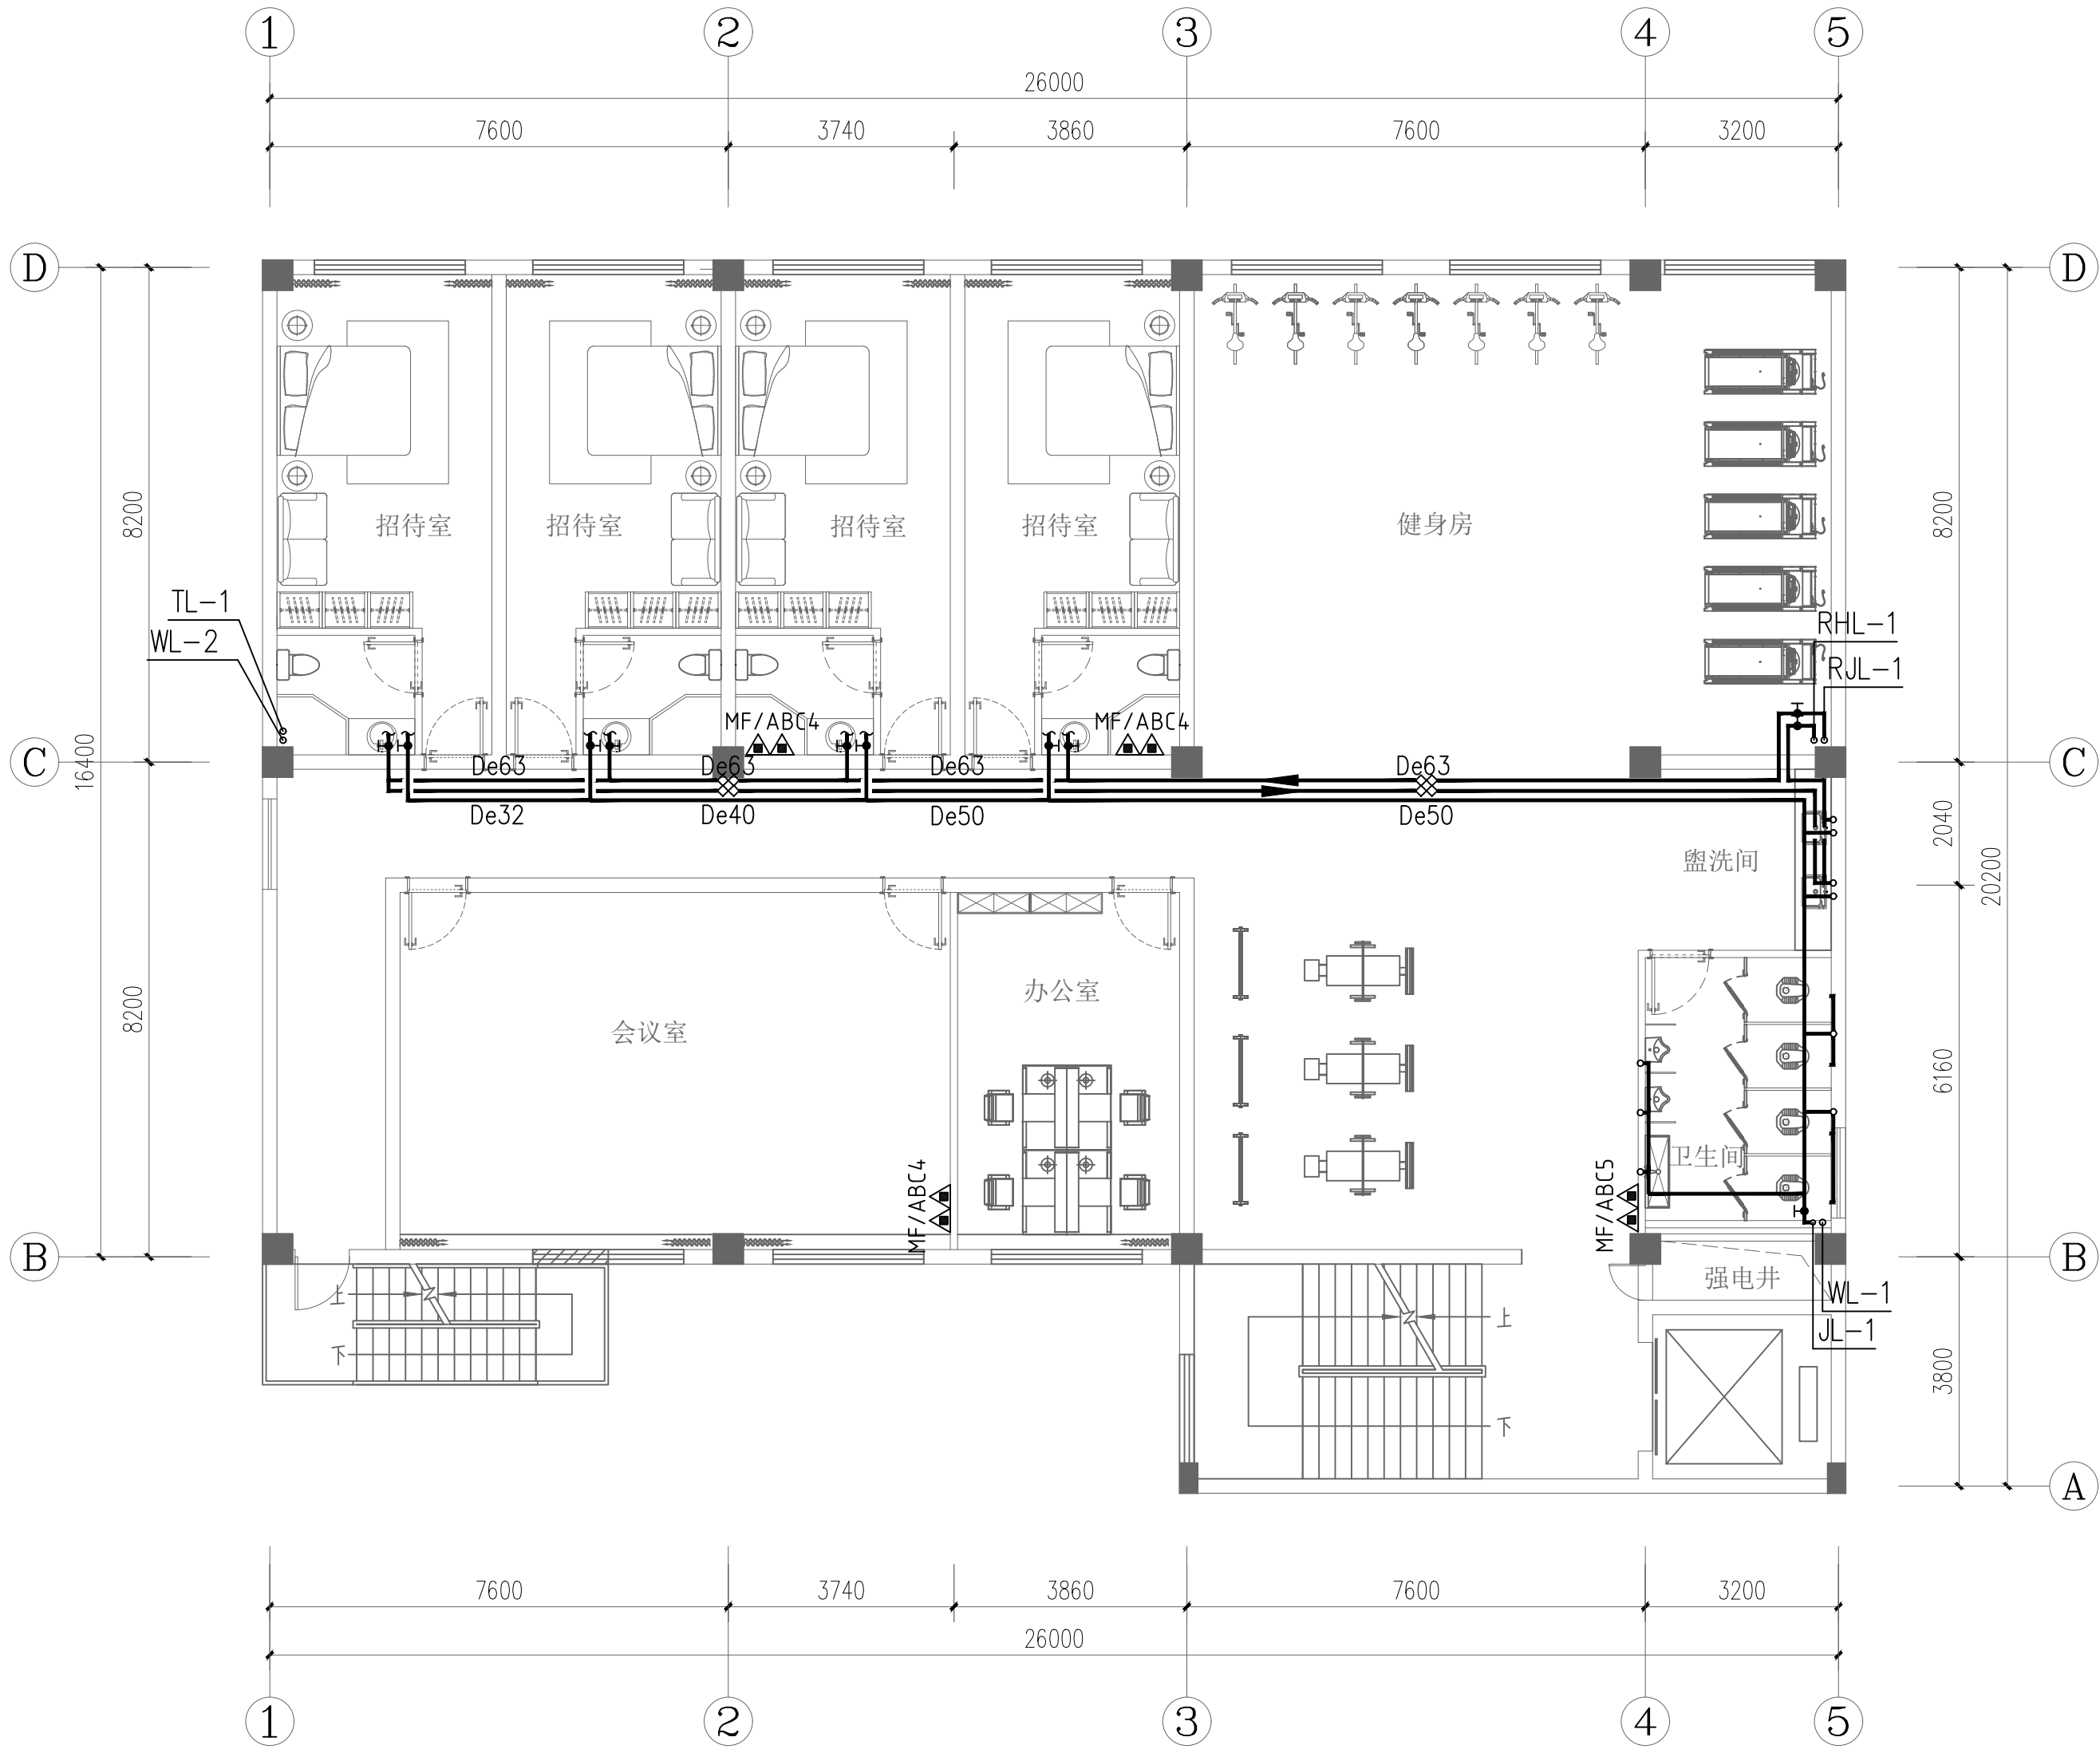 1 2 3 4 5
26000
7600 3740 3860 7600 3200
D D
8200 8200
招待室 招待室 招待室 招待室 健身房
TL-1
WL-2
RHL-1
RJL-1
MF/ABC4 MF/ABC4
C C
16400
De63 De63 De63 De63
De32 De40 De50 De50
2040
20200
盥洗间
办公室
会议室
8200
6160
卫生间
MF/ABC4
MF/ABC5
B B
强电井
上 上
WL-1
JL-1
下 下
3800
A
7600 3740 3860 7600 3200
26000
1 2 3 4 5